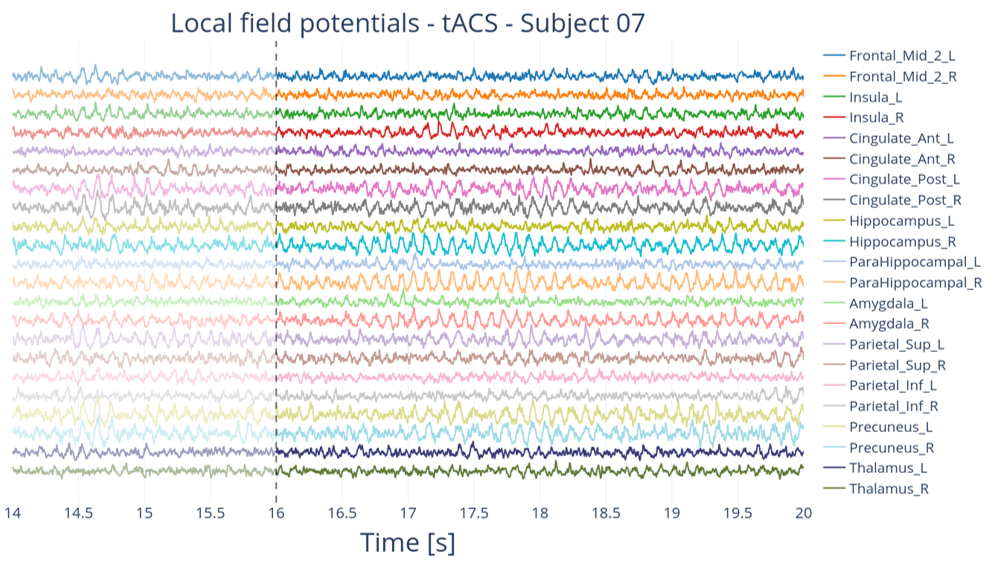 Local field potentials - tACS - Subject 07
Frontal_Mid_2_L
Frontal_Mid_2_R
Insula_L
Insula_R
Cingulate_Ant_L
Cingulate_Ant_R
Cingulate_Post_L
Cingulate_Post_R
Hippocampus_L
Hippocampus_R
ParaHippocampal_L
ParaHippocampal_R
Amygdala_L
Amygdala_R
Parietal_Sup_L
Parietal_Sup_R
Parietal_Inf_L
Parietal_Inf_R
Precuneus_L
Precuneus_R
Thalamus_L
Thalamus_R
14 14.5 15 15.5 16 16.5 17 17.5 18 18.5 19 19.5 20
Time [s]